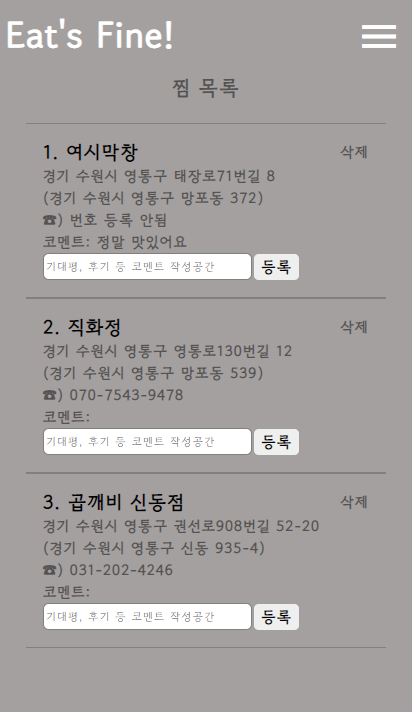 Eat's Fine!
찜 목록
1. 여시막창
삭제
경기 수원시 영통구 태장로71번길 8
(경기 수원시 영통구 망포동 372)
☎) 번호 등록 안됨
코멘트: 정말 맛있어요
기대평, 후기 등 코멘트 작성공간
등록
2. 직화정
삭제
경기 수원시 영통구 영통로130번길 12
(경기 수원시 영통구 망포동 539)
☎) 070-7543-9478
코멘트:
기대평, 후기 등 코멘트 작성공간
등록
3. 곱깨비 신동점
삭제
경기 수원시 영통구 권선로908번길 52-20
(경기 수원시 영통구 신동 935-4)
☎) 031-202-4246
코멘트:
기대평, 후기 등 코멘트 작성공간
등록